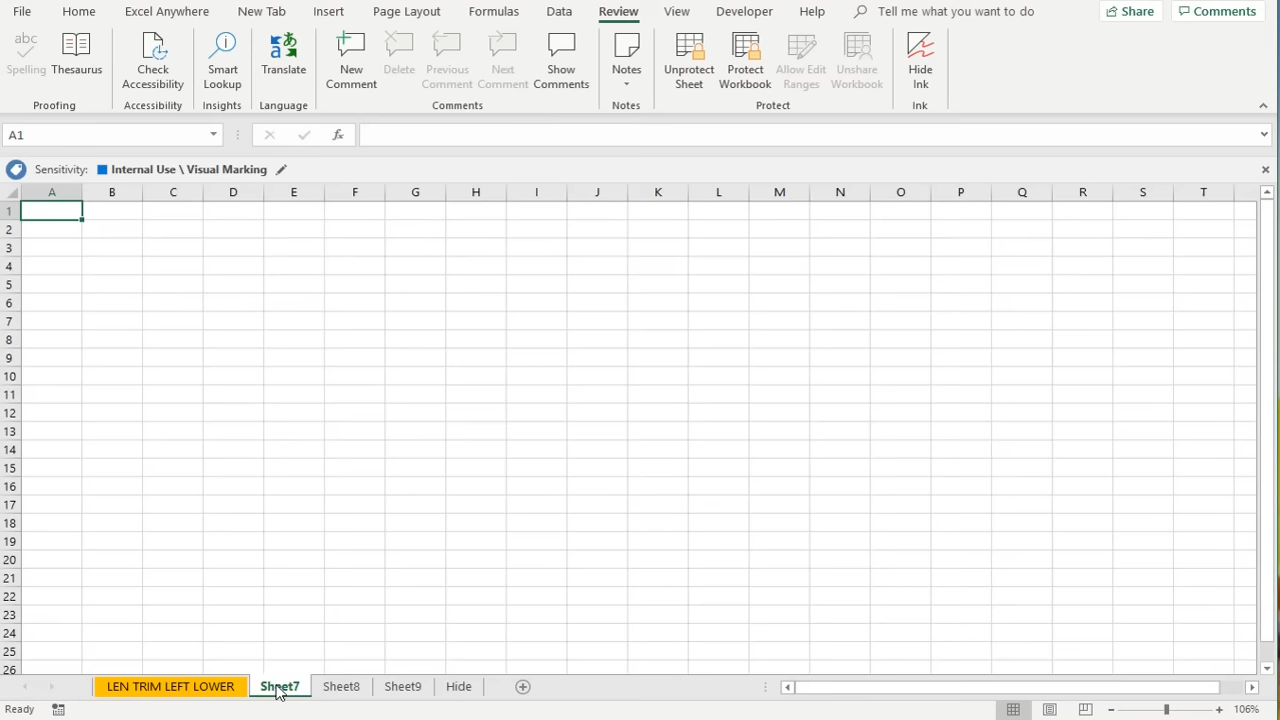 File Home Excel Anywhere New Tab Insert Page Layout Formulas Data Review View Developer Help Tell me what you want to do Share Comments
abc
Spelling Thesaurus Check Accessibility Smart Lookup Translate New Comment Delete Previous Comment Next Comment Show Comments Notes Unprotect Sheet Protect Workbook Allow Edit Ranges Unshare Workbook Hide Ink
Proofing Accessibility Insights Language Comments Notes Protect Ink
A1 fx
Sensitivity: Internal Use \ Visual Marking
A B C D E F G H I J K L M N O P Q R S T
1
2
3
4
5
6
7
8
9
10
11
12
13
14
15
16
17
18
19
20
21
22
23
24
25
26
LEN TRIM LEFT LOWER Sheet7 Sheet8 Sheet9 Hide
Ready 106%